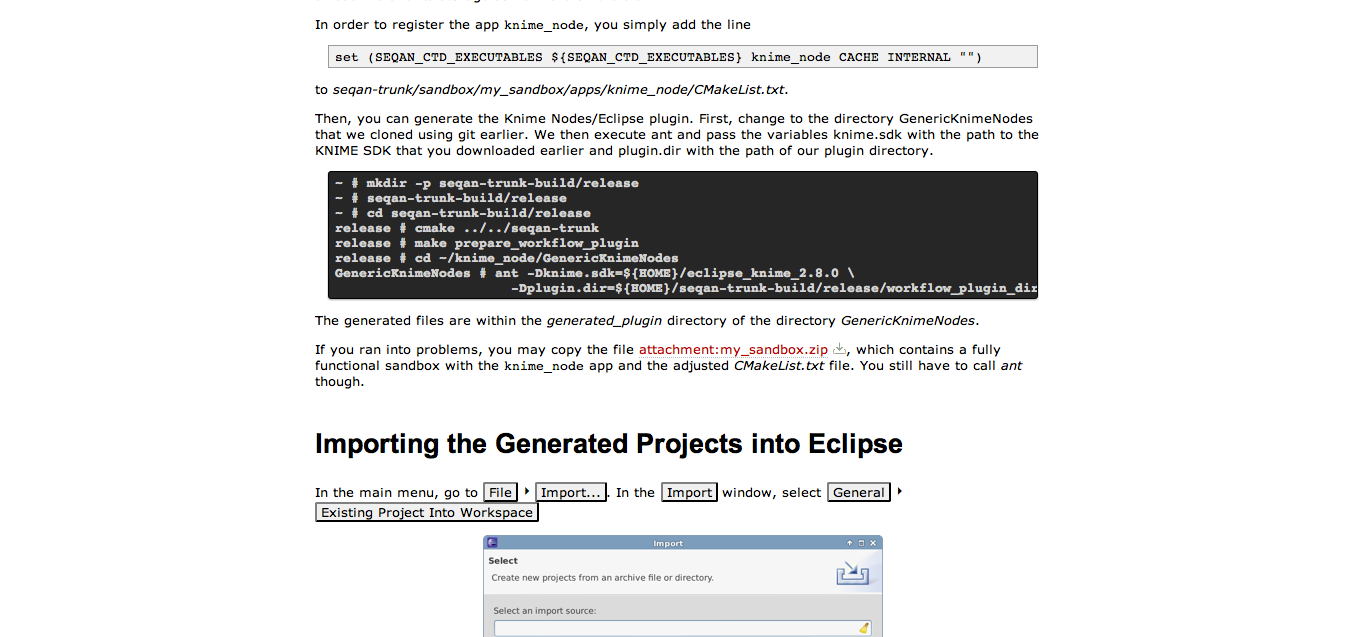 In order to register the app knime_node, you simply add the line
set (SEQAN_CTD_EXECUTABLES ${SEQAN_CTD_EXECUTABLES} knime_node CACHE INTERNAL "")
to seqan-trunk/sandbox/my_sandbox/apps/knime_node/CMakeList.txt.
Then, you can generate the Knime Nodes/Eclipse plugin. First, change to the directory GenericKnimeNodes
that we cloned using git earlier. We then execute ant and pass the variables knime.sdk with the path to the
KNIME SDK that you downloaded earlier and plugin.dir with the path of our plugin directory.
~ # mkdir -p seqan-trunk-build/release
~ # seqan-trunk-build/release
~ # cd seqan-trunk-build/release
release # cmake ../../seqan-trunk
release # make prepare_workflow_plugin
release # cd ~/knime_node/GenericKnimeNodes
GenericKnimeNodes # ant -Dknime.sdk=${HOME}/eclipse_knime_2.8.0 \
-Dplugin.dir=${HOME}/seqan-trunk-build/release/workflow_plugin_dir
The generated files are within the generated_plugin directory of the directory GenericKnimeNodes.
If you ran into problems, you may copy the file attachment:my_sandbox.zip, which contains a fully
functional sandbox with the knime_node app and the adjusted CMakeList.txt file. You still have to call ant
though.
Importing the Generated Projects into Eclipse
In the main menu, go to File ‣ Import.... In the Import window, select General ‣
Existing Project Into Workspace
Import
Select
Create new projects from an archive file or directory.
Select an import source: